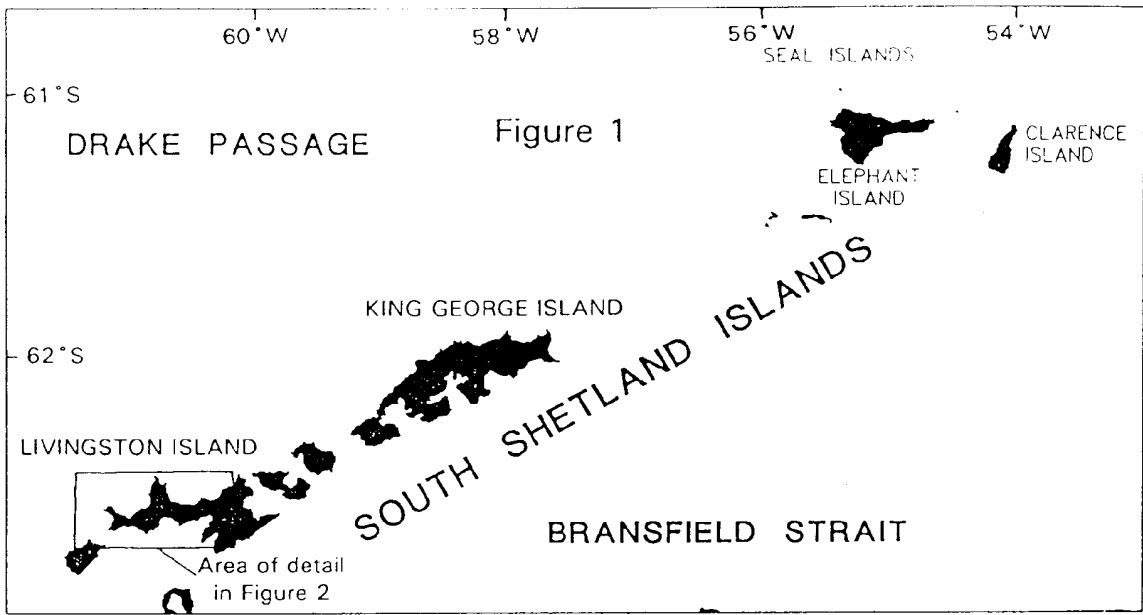 60°W
58°W
56°W
54°W
SEAL ISLANDS
61°S
DRAKE PASSAGE
Figure 1
CLARENCE
ISLAND
ELEPHANT
ISLAND
SOUTH SHETLAND ISLANDS
KING GEORGE ISLAND
62°S
LIVINGSTON ISLAND
BRANSFIELD STRAIT
Area of detail
in Figure 2